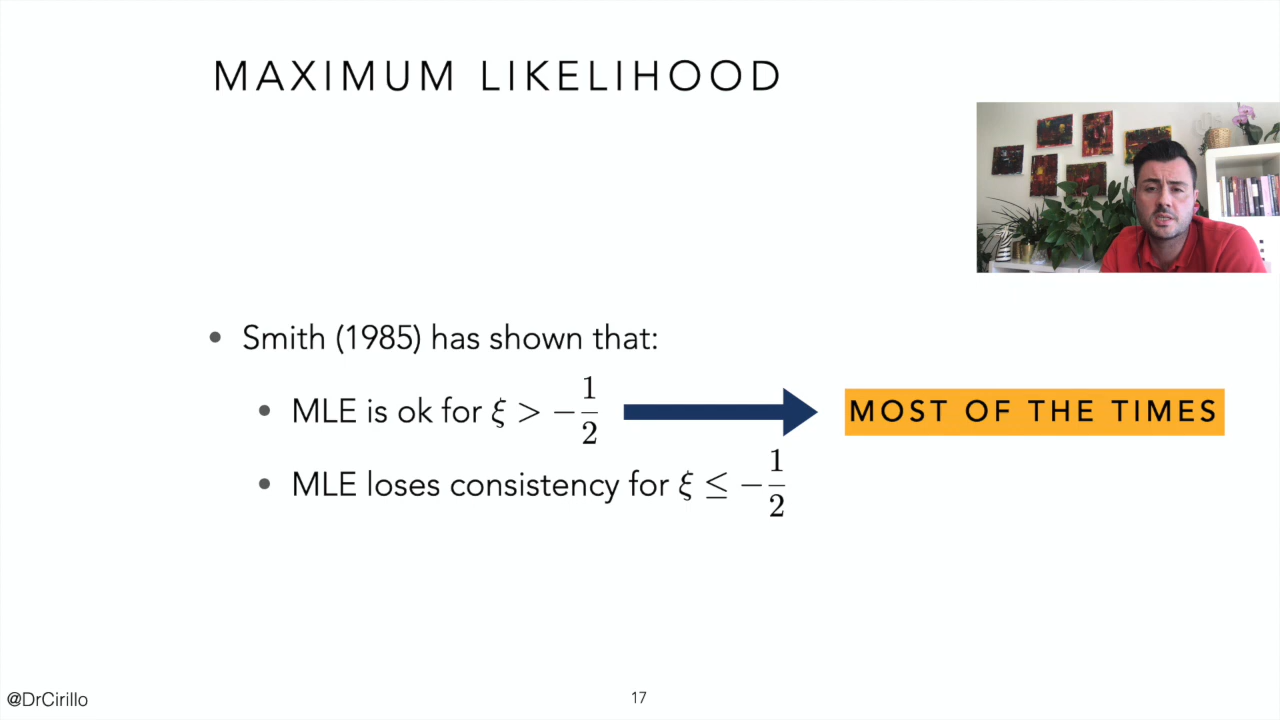 MAXIMUM LIKELIHOOD
• Smith (1985) has shown that:
• MLE is ok for ξ > −1/2
MOST OF THE TIMES
• MLE loses consistency for ξ ≤ −1/2
@DrCirillo
17